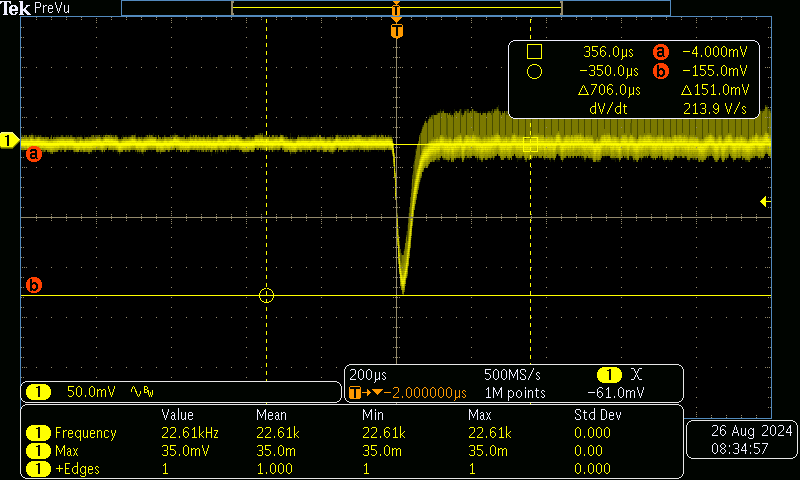 Tek PreVu
T
T
356.0µs a −4.000mV
−350.0µs b −155.0mV
△706.0µs △151.0mV
dV/dt 213.9 V/s
1
a
b
1 50.0mV BW
200µs 500MS/s 1
T→▼−2.000000µs 1M points −61.0mV
Value Mean Min Max Std Dev
1 Frequency 22.61kHz 22.61k 22.61k 22.61k 0.000
1 Max 35.0mV 35.0m 35.0m 35.0m 0.00
1 +Edges 1 1.000 1 1 0.000
26 Aug 2024
08:34:57